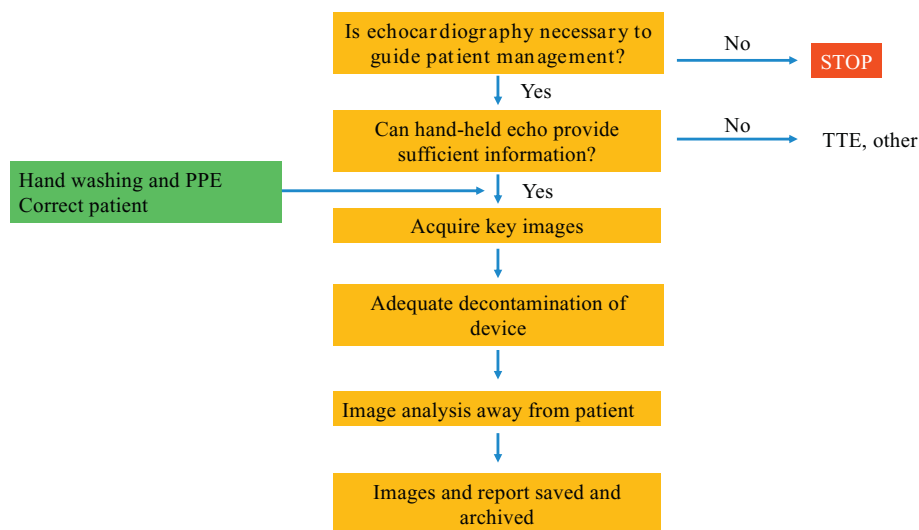 Is echocardiography necessary to
guide patient management?
No
STOP
Yes
Can hand-held echo provide
sufficient information?
No
TTE, other
Hand washing and PPE
Correct patient
Yes
Acquire key images
Adequate decontamination of
device
Image analysis away from patient
Images and report saved and
archived